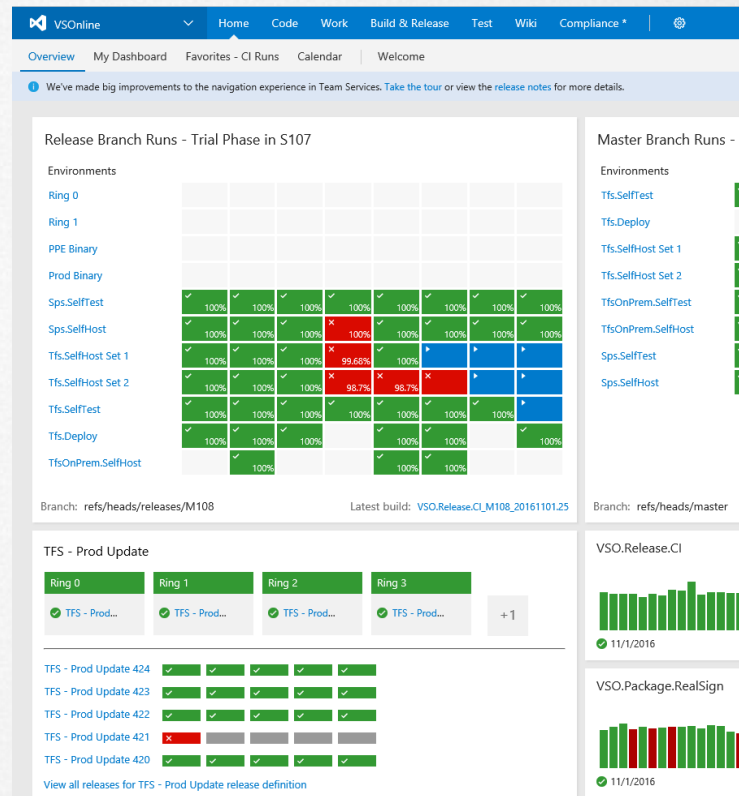 VSOnline Home Code Work Build & Release Test Wiki Compliance *
Overview My Dashboard Favorites - CI Runs Calendar Welcome
We've made big improvements to the navigation experience in Team Services. Take the tour or view the release notes for more details.
Release Branch Runs - Trial Phase in S107
Environments
Ring 0
Ring 1
PPE Binary
Prod Binary
Sps.SelfTest 100% 100% 100% 100% 100% 100% 100% 100%
Sps.SelfHost 100% 100% 100% 100% 100% 100% 100% 100%
Tfs.SelfHost Set 1 100% 100% 100% 99.68% 100%
Tfs.SelfHost Set 2 100% 100% 100% 98.7% 98.7%
Tfs.SelfTest 100% 100% 100% 100% 100% 100% 100%
Tfs.Deploy 100% 100% 100% 100% 100% 100%
TfsOnPrem.SelfHost 100% 100% 100%
Branch: refs/heads/releases/M108 Latest build: VSO.Release.CI_M108_20161101.25
Master Branch Runs -
Environments
Tfs.SelfTest
Tfs.Deploy
Tfs.SelfHost Set 1
Tfs.SelfHost Set 2
TfsOnPrem.SelfTest
TfsOnPrem.SelfHost
Sps.SelfTest
Sps.SelfHost
Branch: refs/heads/master
TFS - Prod Update
Ring 0 Ring 1 Ring 2 Ring 3
TFS - Prod... TFS - Prod... TFS - Prod... TFS - Prod... +1
TFS - Prod Update 424
TFS - Prod Update 423
TFS - Prod Update 422
TFS - Prod Update 421
TFS - Prod Update 420
View all releases for TFS - Prod Update release definition
VSO.Release.CI
11/1/2016
VSO.Package.RealSign
11/1/2016